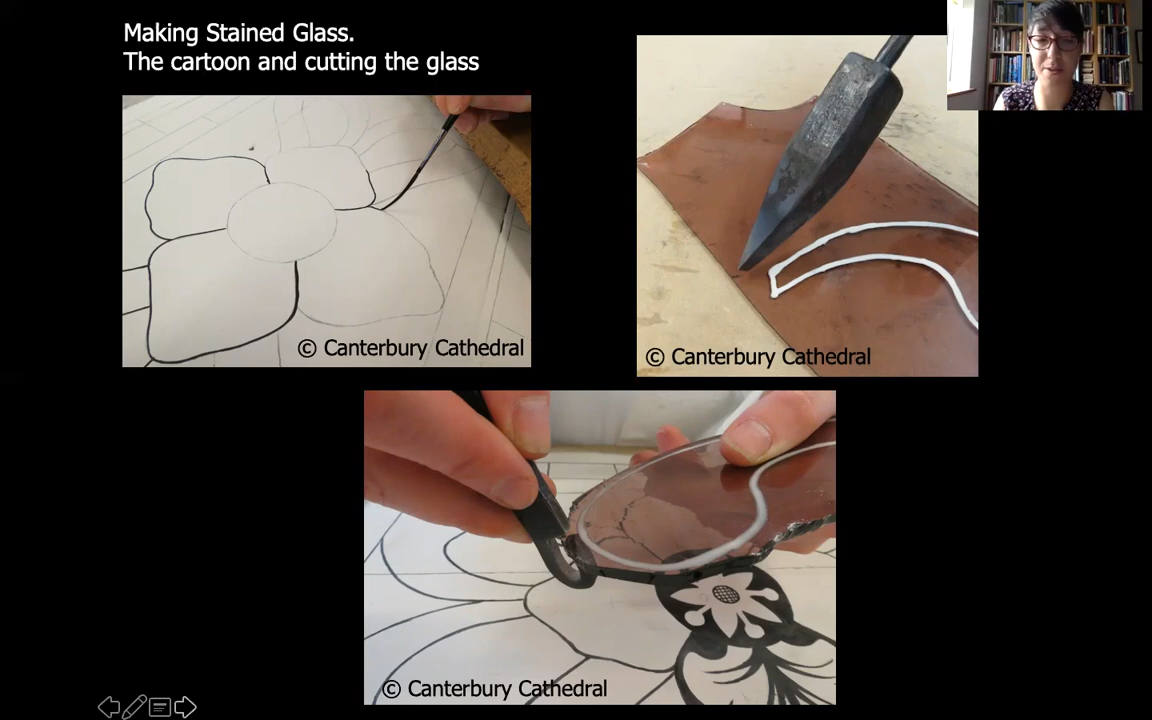 Making Stained Glass.
The cartoon and cutting the glass
© Canterbury Cathedral
© Canterbury Cathedral
© Canterbury Cathedral